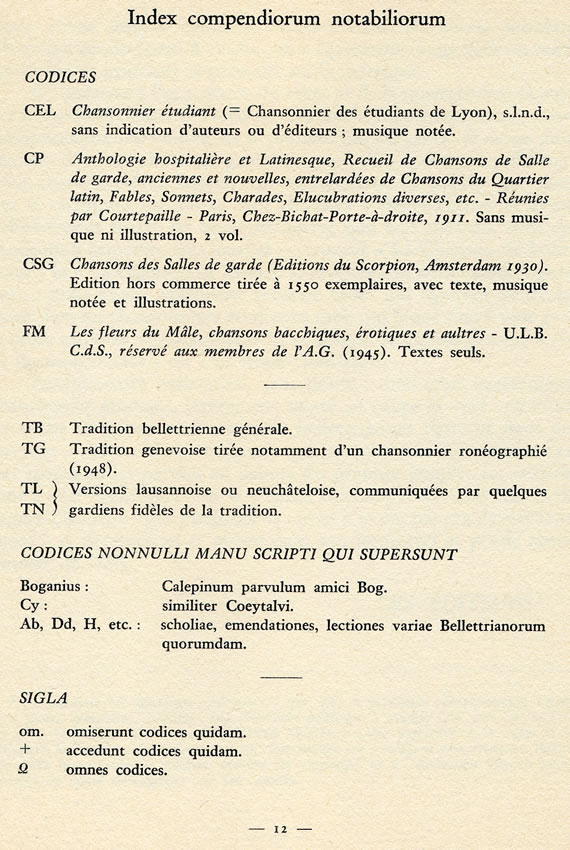 Index compendiorum notabiliorum
CODICES
CEL Chansonnier étudiant (= Chansonnier des étudiants de Lyon), s.l.n.d.,
sans indication d'auteurs ou d'éditeurs ; musique notée.
CP Anthologie hospitalière et Latinesque, Recueil de Chansons de Salle
de garde, anciennes et nouvelles, entrelardées de Chansons du Quartier
latin, Fables, Sonnets, Charades, Elucubrations diverses, etc. - Réunies
par Courtepaille - Paris, Chez-Bichat-Porte-à-droite, 1911. Sans musi-
que ni illustration, 2 vol.
CSG Chansons des Salles de garde (Editions du Scorpion, Amsterdam 1930).
Edition hors commerce tirée à 1550 exemplaires, avec texte, musique
notée et illustrations.
FM Les fleurs du Mâle, chansons bacchiques, érotiques et aultres - U.L.B.
C.d.S., réservé aux membres de l'A.G. (1945). Textes seuls.
TB Tradition bellettrienne générale.
TG Tradition genevoise tirée notamment d'un chansonnier ronéographié
(1948).
TL } Versions lausannoise ou neuchâteloise, communiquées par quelques
TN } gardiens fidèles de la tradition.
CODICES NONNULLI MANU SCRIPTI QUI SUPERSUNT
Boganius : Calepinum parvulum amici Bog.
Cy : similiter Coeytalvi.
Ab, Dd, H, etc. : scholiae, emendationes, lectiones variae Bellettrianorum
quorumdam.
SIGLA
om. omiserunt codices quidam.
+ accedunt codices quidam.
Ω omnes codices.
— 12 —